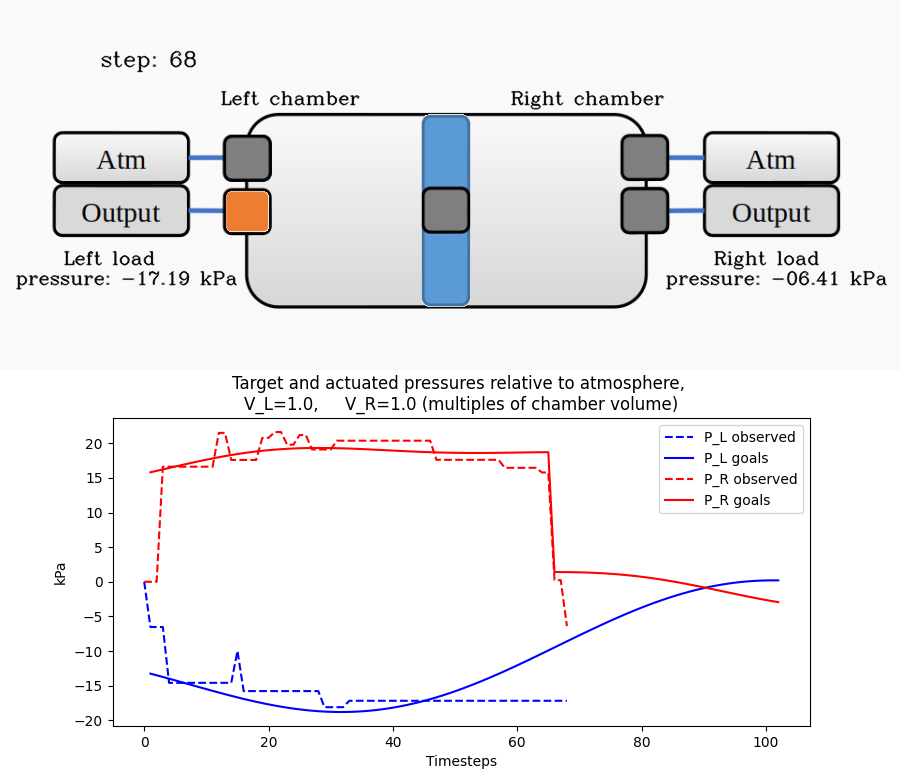 step: 68
Left chamber
Right chamber
Atm
Atm
Output
Output
Left load
pressure: −17.19 kPa
Right load
pressure: −06.41 kPa
Target and actuated pressures relative to atmosphere,
V_L=1.0, V_R=1.0 (multiples of chamber volume)
P_L observed
P_L goals
P_R observed
P_R goals
20
15
10
5
0
−5
−10
−15
−20
kPa
0 20 40 60 80 100
Timesteps